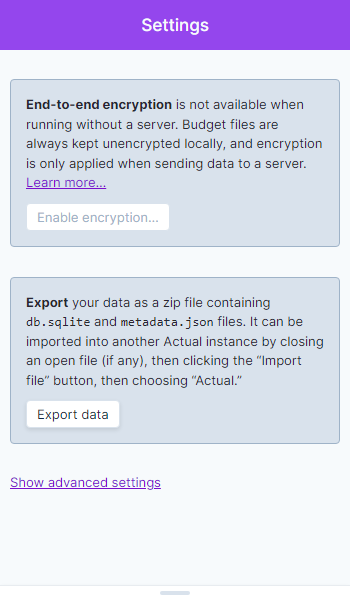 Settings
End-to-end encryption is not available when
running without a server. Budget files are
always kept unencrypted locally, and encryption
is only applied when sending data to a server.
Learn more…
Enable encryption…
Export your data as a zip file containing
db.sqlite and metadata.json files. It can be
imported into another Actual instance by closing
an open file (if any), then clicking the “Import
file” button, then choosing “Actual.”
Export data
Show advanced settings